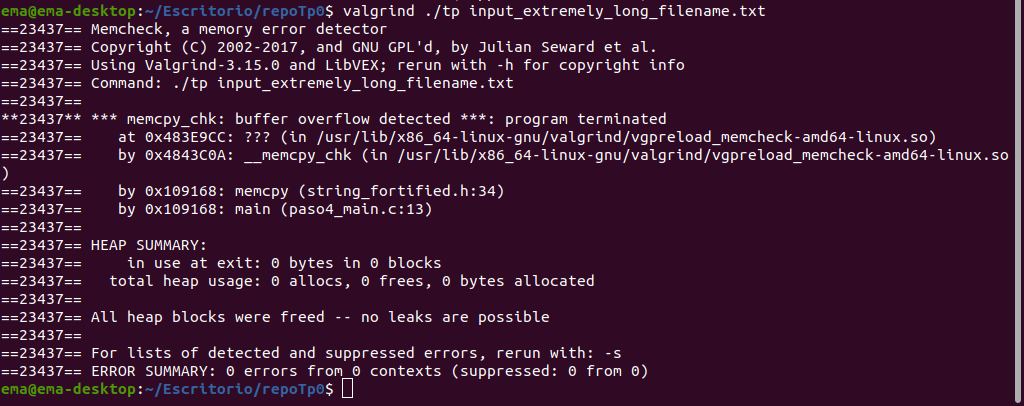 ema@ema-desktop:~/Escritorio/repoTp0$ valgrind ./tp input_extremely_long_filename.txt
==23437== Memcheck, a memory error detector
==23437== Copyright (C) 2002-2017, and GNU GPL'd, by Julian Seward et al.
==23437== Using Valgrind-3.15.0 and LibVEX; rerun with -h for copyright info
==23437== Command: ./tp input_extremely_long_filename.txt
==23437==
**23437** *** memcpy_chk: buffer overflow detected ***: program terminated
==23437==    at 0x483E9CC: ??? (in /usr/lib/x86_64-linux-gnu/valgrind/vgpreload_memcheck-amd64-linux.so)
==23437==    by 0x4843C0A: __memcpy_chk (in /usr/lib/x86_64-linux-gnu/valgrind/vgpreload_memcheck-amd64-linux.so
)
==23437==    by 0x109168: memcpy (string_fortified.h:34)
==23437==    by 0x109168: main (paso4_main.c:13)
==23437==
==23437== HEAP SUMMARY:
==23437==     in use at exit: 0 bytes in 0 blocks
==23437==   total heap usage: 0 allocs, 0 frees, 0 bytes allocated
==23437==
==23437== All heap blocks were freed -- no leaks are possible
==23437==
==23437== For lists of detected and suppressed errors, rerun with: -s
==23437== ERROR SUMMARY: 0 errors from 0 contexts (suppressed: 0 from 0)
ema@ema-desktop:~/Escritorio/repoTp0$